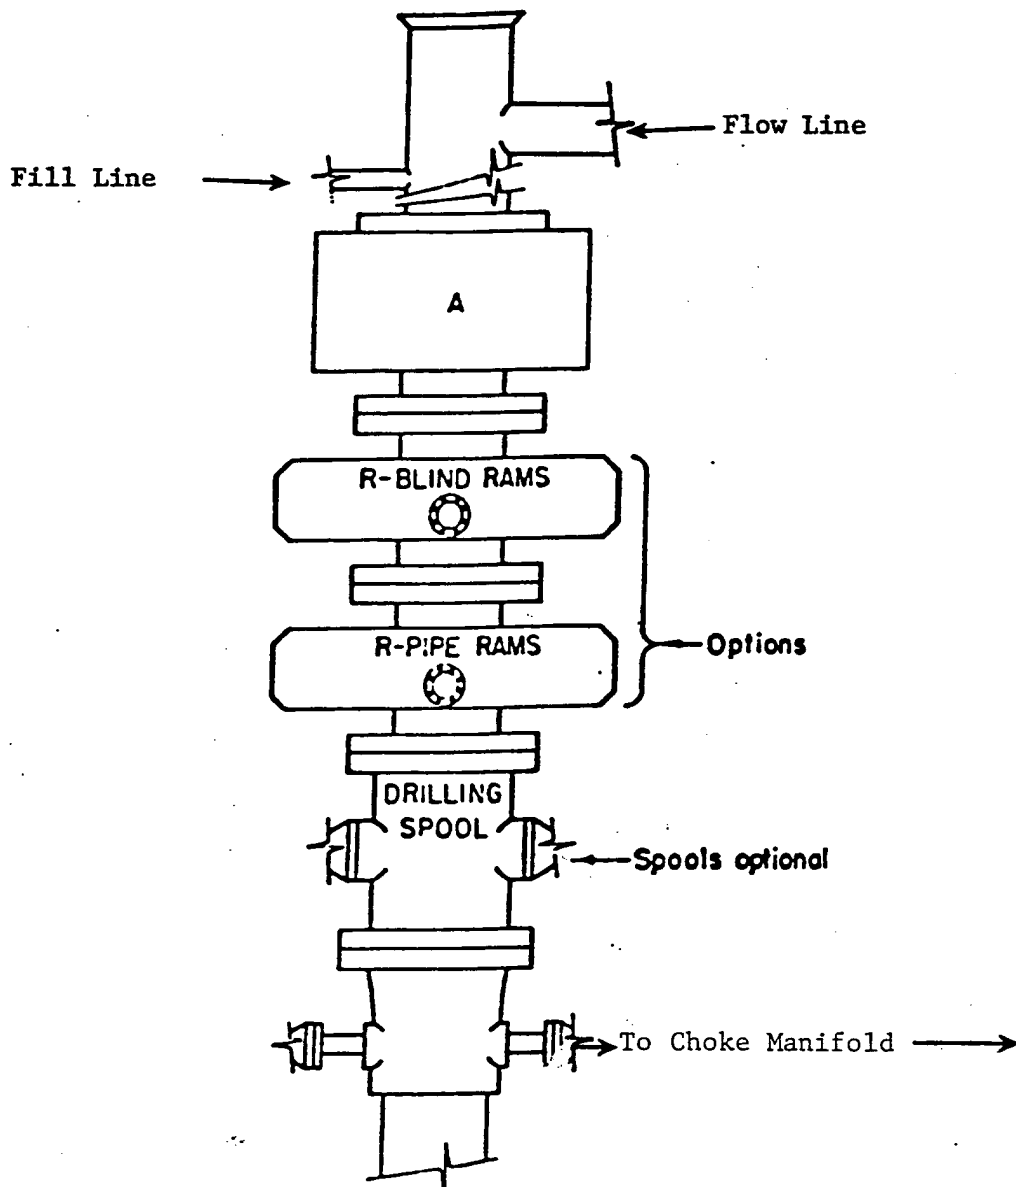 Flow Line
Fill Line
A
R-BLIND RAMS
R-PIPE RAMS
Options
DRILLING
SPOOL
Spools optional
To Choke Manifold